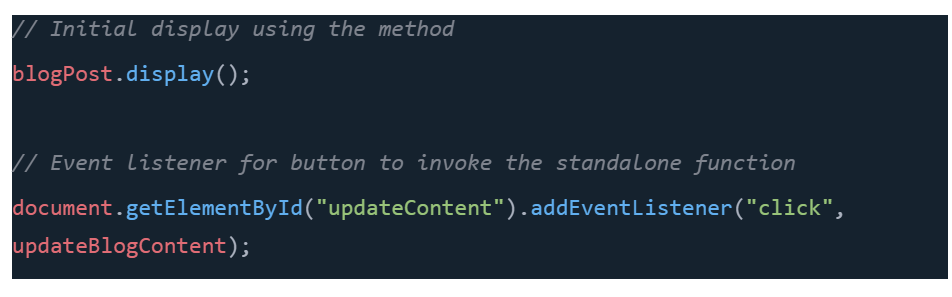 // Initial display using the method
blogPost.display();
// Event listener for button to invoke the standalone function
document.getElementById("updateContent").addEventListener("click",
updateBlogContent);